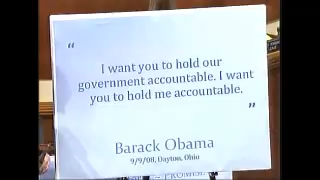 “
I want you to hold our
government accountable. I want
you to hold me accountable.
”
Barack Obama
9/9/08, Dayton, Ohio
PROMISE